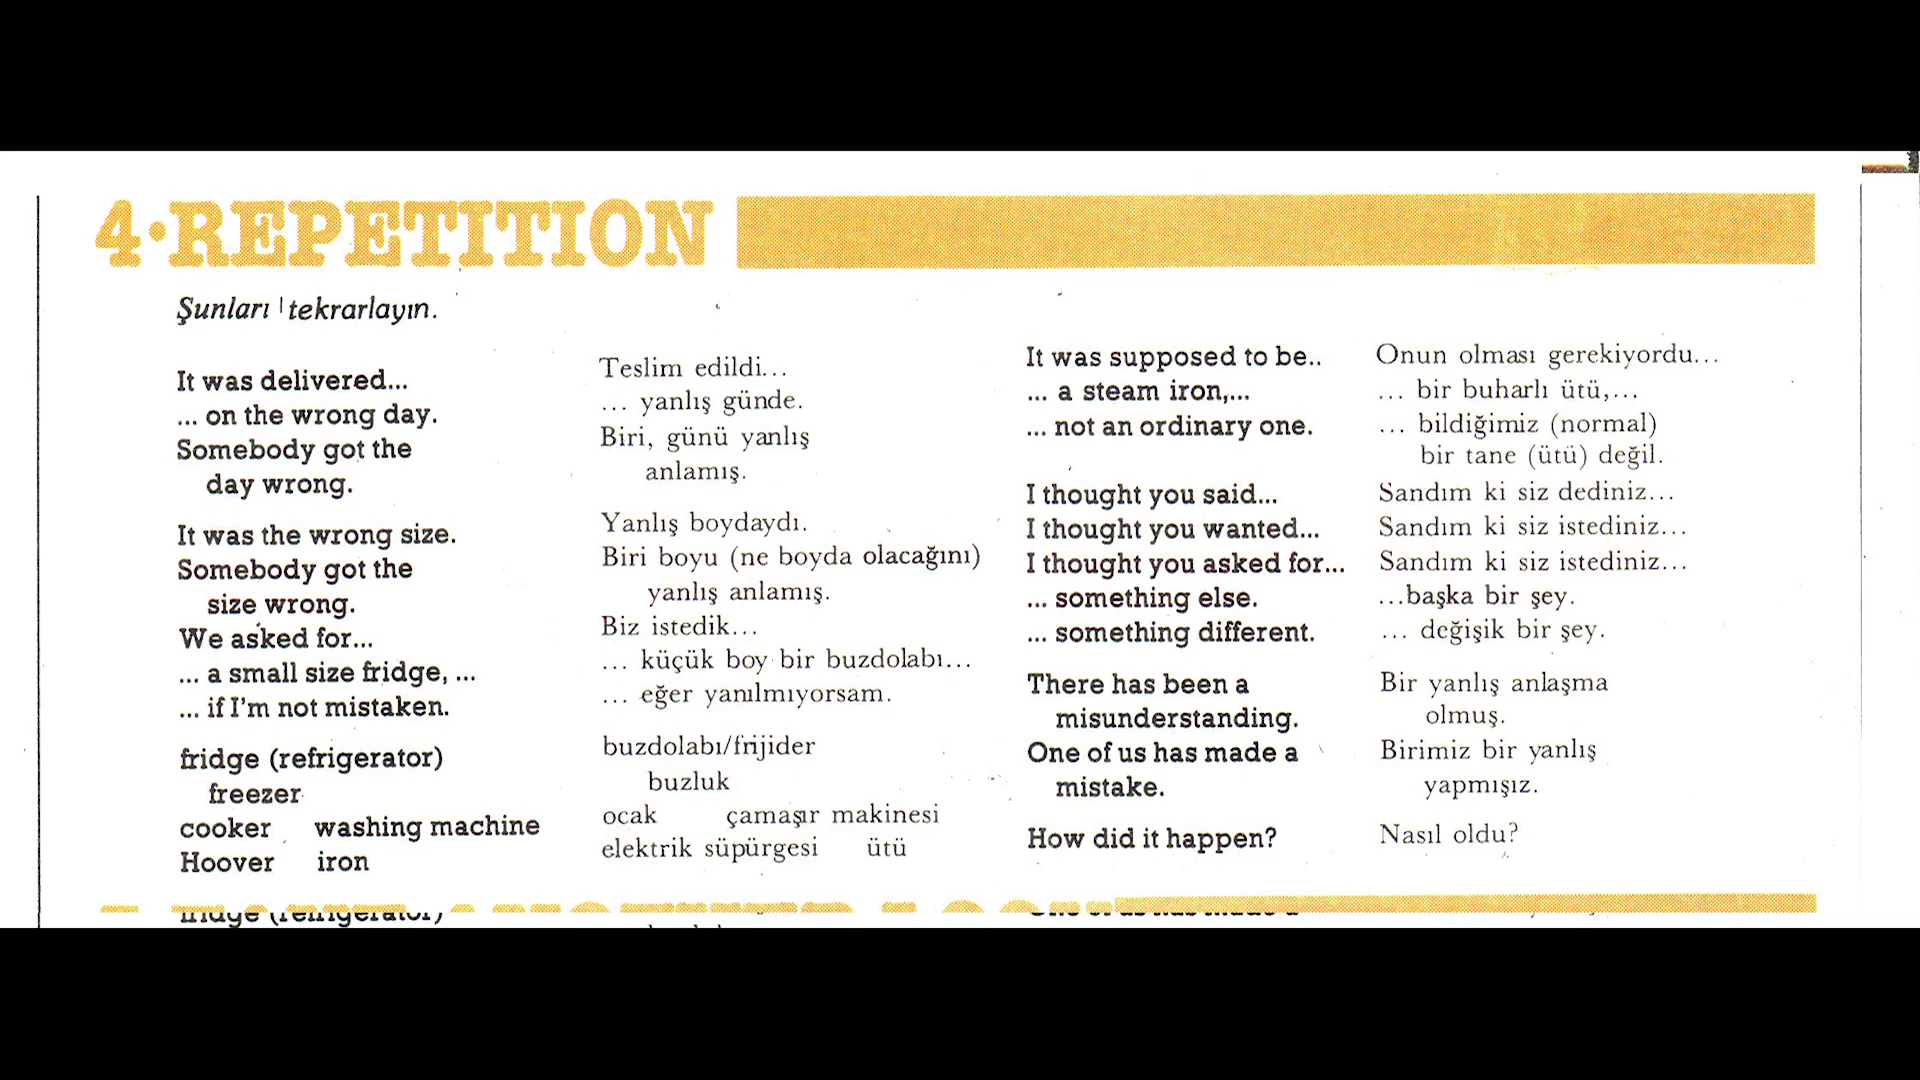 4·REPETITION
Şunları tekrarlayın.
It was delivered...
... on the wrong day.
Somebody got the
day wrong.
It was the wrong size.
Somebody got the
size wrong.
We asked for...
... a small size fridge, ...
... if I'm not mistaken.
fridge (refrigerator)
freezer
cooker washing machine
Hoover iron
Teslim edildi...
... yanlış günde.
Biri, günü yanlış
anlamış.
Yanlış boydaydı.
Biri boyu (ne boyda olacağını)
yanlış anlamış.
Biz istedik...
... küçük boy bir buzdolabı...
... eğer yanılmıyorsam.
buzdolabı/frijider
buzluk
ocak çamaşır makinesi
elektrik süpürgesi ütü
It was supposed to be..
... a steam iron,...
... not an ordinary one.
I thought you said...
I thought you wanted...
I thought you asked for...
... something else.
... something different.
There has been a
misunderstanding.
One of us has made a
mistake.
How did it happen?
Onun olması gerekiyordu...
... bir buharlı ütü,...
... bildiğimiz (normal)
bir tane (ütü) değil.
Sandım ki siz dediniz...
Sandım ki siz istediniz...
Sandım ki siz istediniz...
...başka bir şey.
... değişik bir şey.
Bir yanlış anlaşma
olmuş.
Birimiz bir yanlış
yapmışız.
Nasıl oldu?